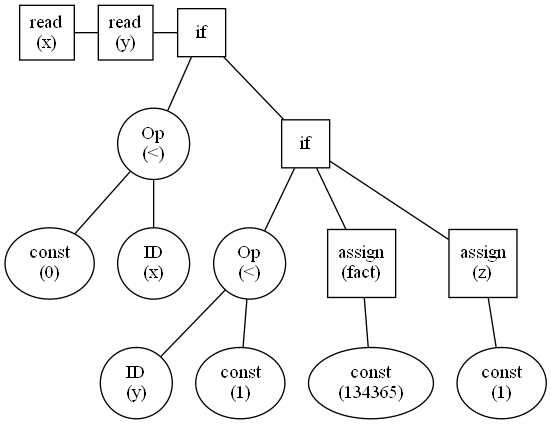 read
(x)
read
(y)
if
Op
(<)
if
const
(0)
ID
(x)
Op
(<)
assign
(fact)
assign
(z)
ID
(y)
const
(1)
const
(134365)
const
(1)